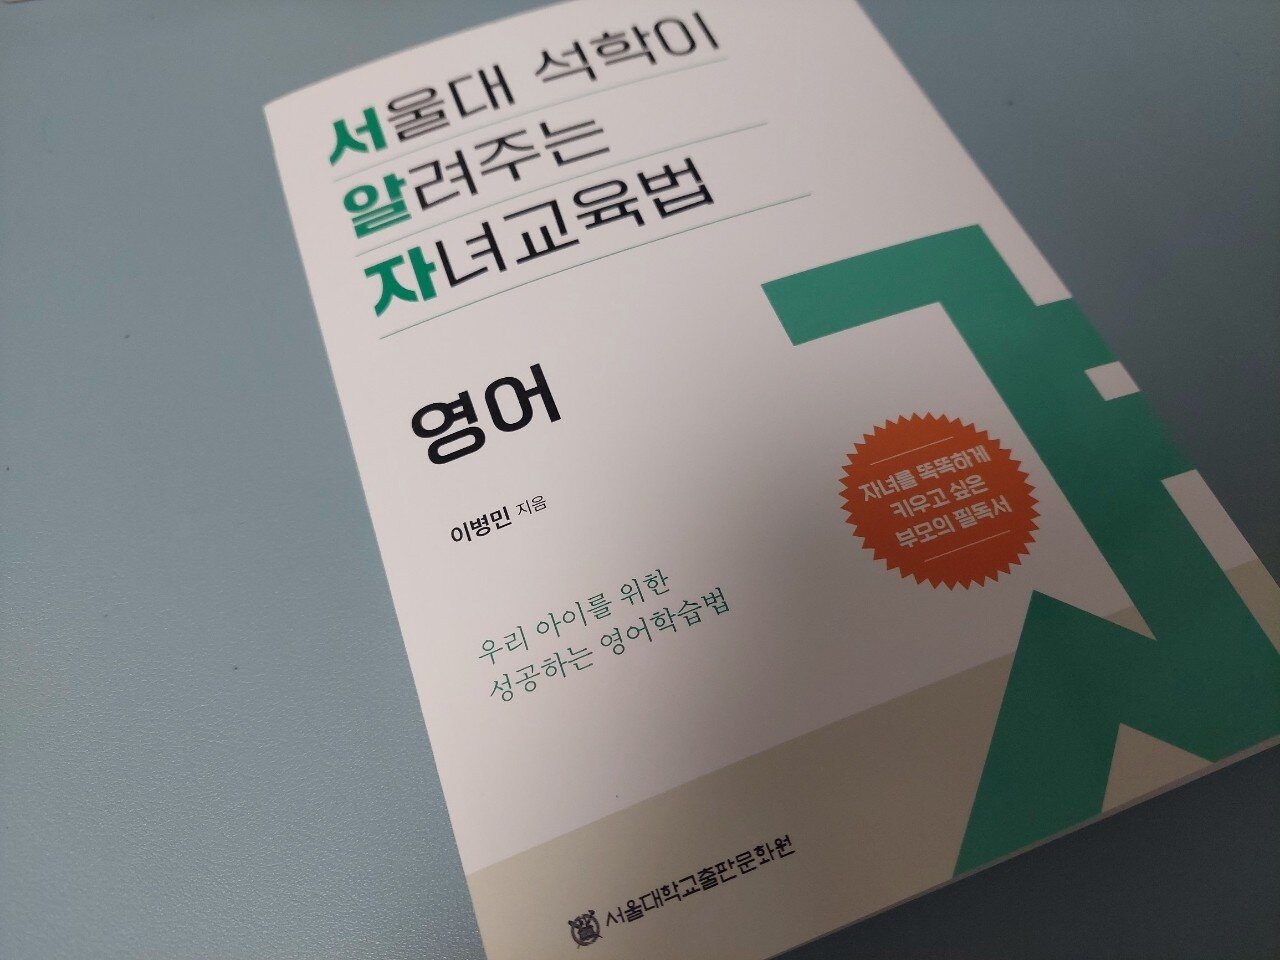 서울대 석학이
알려주는
자녀교육법
영어
이병민 지음
자녀를 똑똑하게
키우고 싶은
부모의 필독서
우리 아이를 위한
성공하는 영어학습법
서울대학교출판문화원